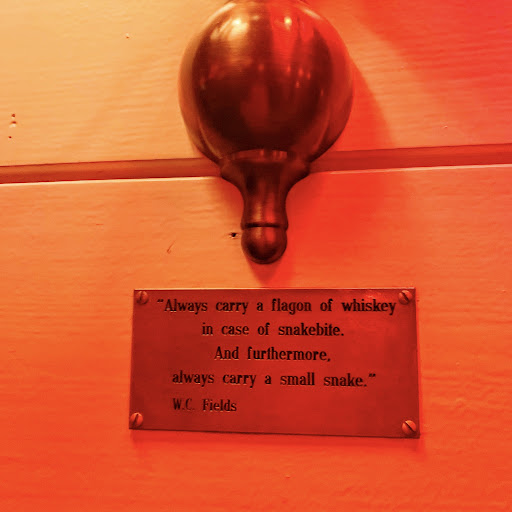 "Always carry a flagon of whiskey
in case of snakebite.
And furthermore,
always carry a small snake."
W.C. Fields